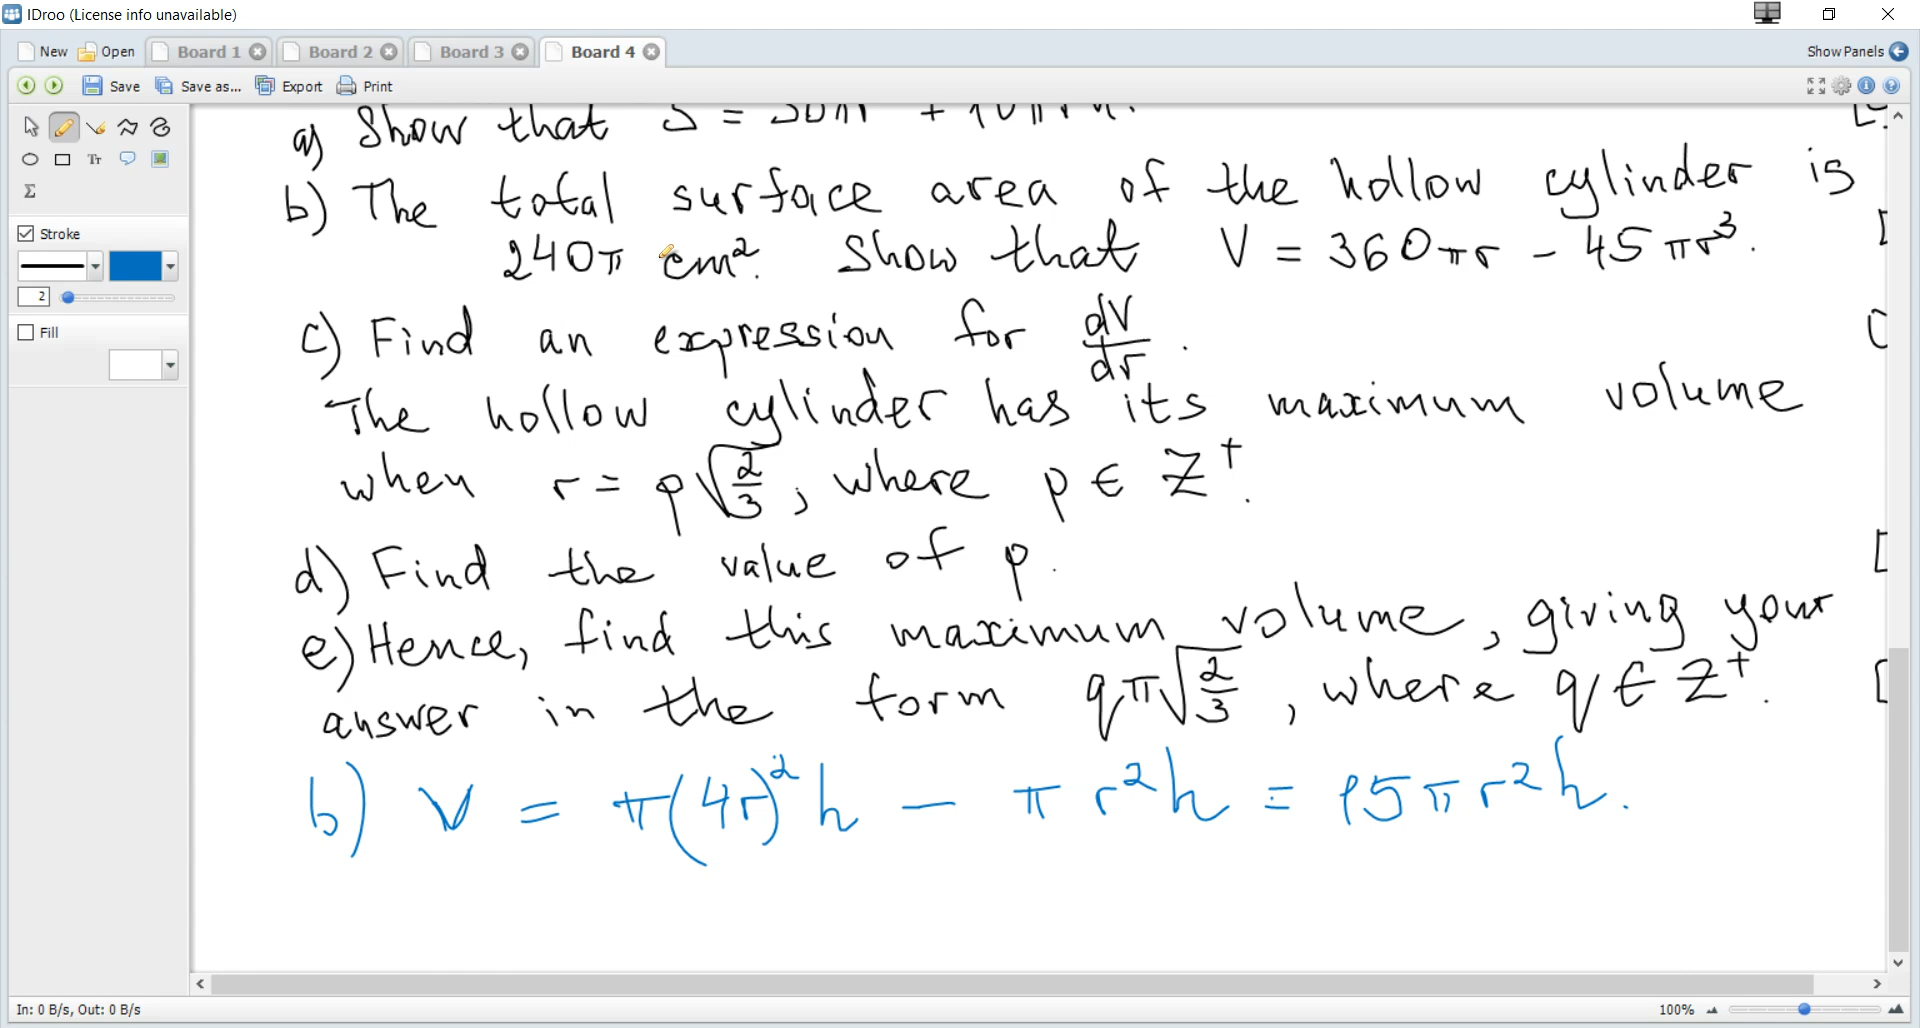 IDroo (License info unavailable)
New Open Board 1 Board 2 Board 3 Board 4 Show Panels
Save Save as... Export Print
Stroke
2
Fill
a) Show that S =
b) The total surface area of the hollow cylinder is
240π cm². Show that V = 360πr - 45πr³.
c) Find an expression for dV/dr.
The hollow cylinder has its maximum volume
when r = p√(2/3), where p ∈ Z⁺.
d) Find the value of p.
e) Hence, find this maximum volume, giving your
answer in the form qπ√(2/3), where q ∈ Z⁺.
b) V = π(4r)²h - πr²h = 15πr²h.
In: 0 B/s, Out: 0 B/s 100%